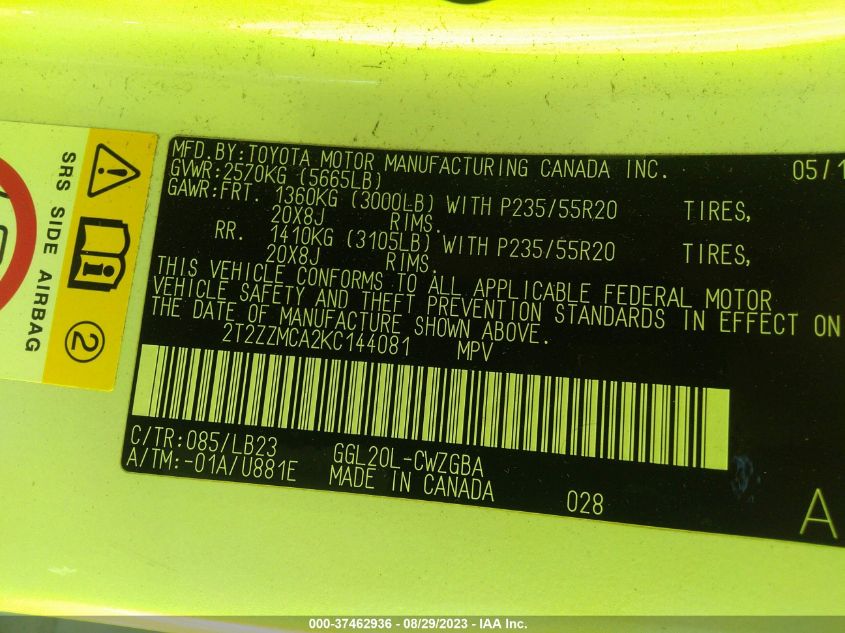 SRS SIDE AIRBAG
2
MFD. BY: TOYOTA MOTOR MANUFACTURING CANADA INC. 05/1
GVWR: 2570KG (5665LB)
GAWR: FRT. 1360KG (3000LB) WITH P235/55R20 TIRES,
20X8J RIMS.
RR. 1410KG (3105LB) WITH P235/55R20 TIRES,
20X8J RIMS.
THIS VEHICLE CONFORMS TO ALL APPLICABLE FEDERAL MOTOR
VEHICLE SAFETY AND THEFT PREVENTION STANDARDS IN EFFECT ON
THE DATE OF MANUFACTURE SHOWN ABOVE.
2T2ZZMCA2KC144081 MPV
C/TR: 085/LB23 GGL20L-CWZGBA
A/TM: -01A/U881E MADE IN CANADA 028
A
000-37462936 - 08/29/2023 - IAA Inc.